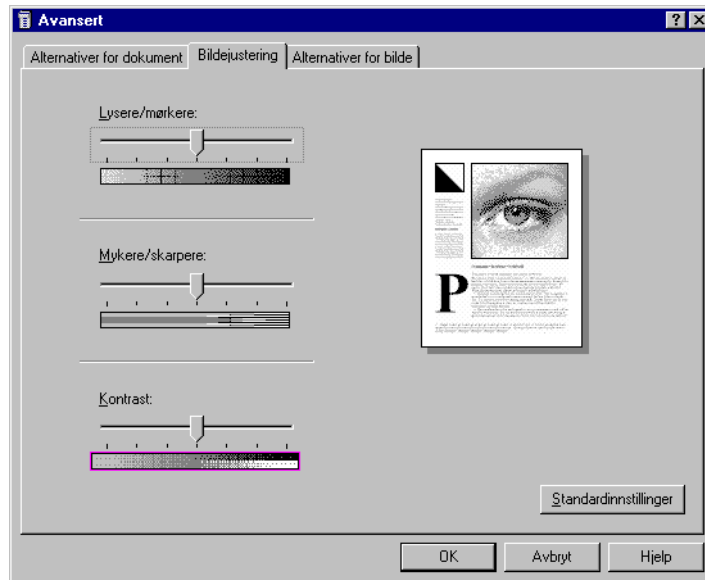 Avansert
Alternativer for dokument Bildejustering Alternativer for bilde
Lysere/mørkere:
Mykere/skarpere:
Kontrast:
P
Standardinnstillinger
OK Avbryt Hjelp